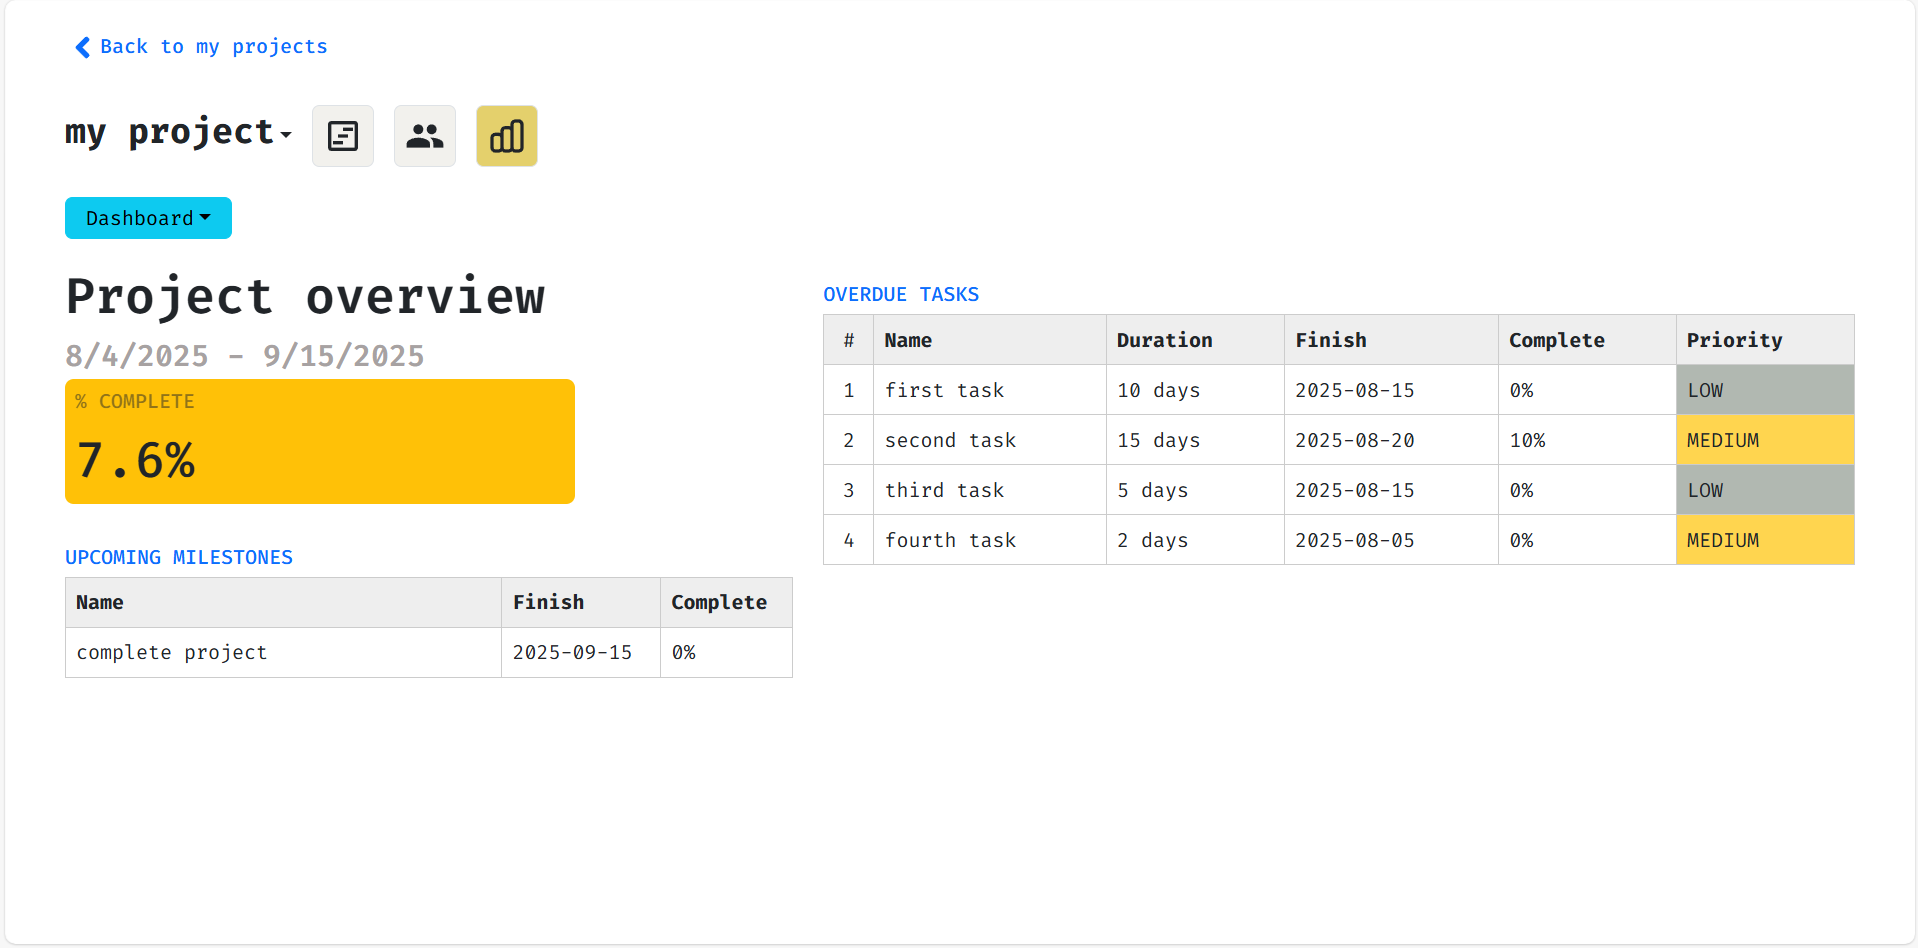 Back to my projects
my project
Dashboard
Project overview
8/4/2025 - 9/15/2025
% COMPLETE
7.6%
UPCOMING MILESTONES
Name Finish Complete
complete project 2025-09-15 0%
OVERDUE TASKS
# Name Duration Finish Complete Priority
1 first task 10 days 2025-08-15 0% LOW
2 second task 15 days 2025-08-20 10% MEDIUM
3 third task 5 days 2025-08-15 0% LOW
4 fourth task 2 days 2025-08-05 0% MEDIUM